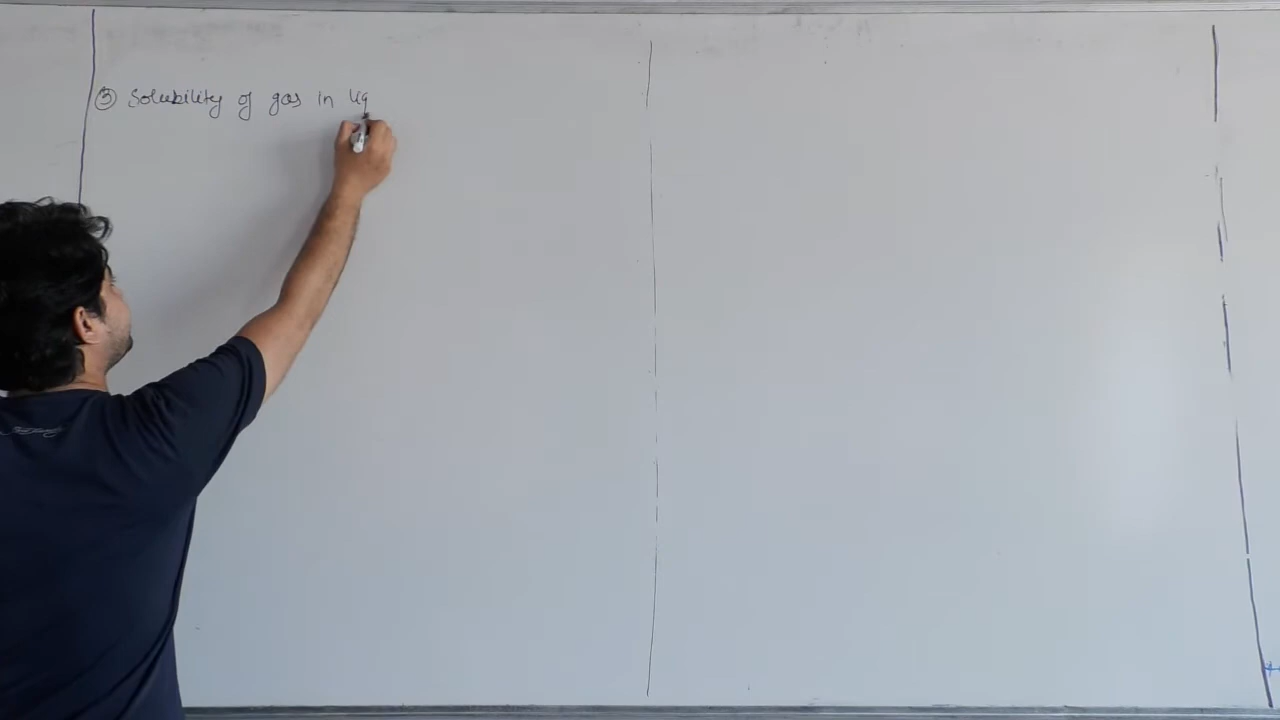 ③ Solubility of gas in liq